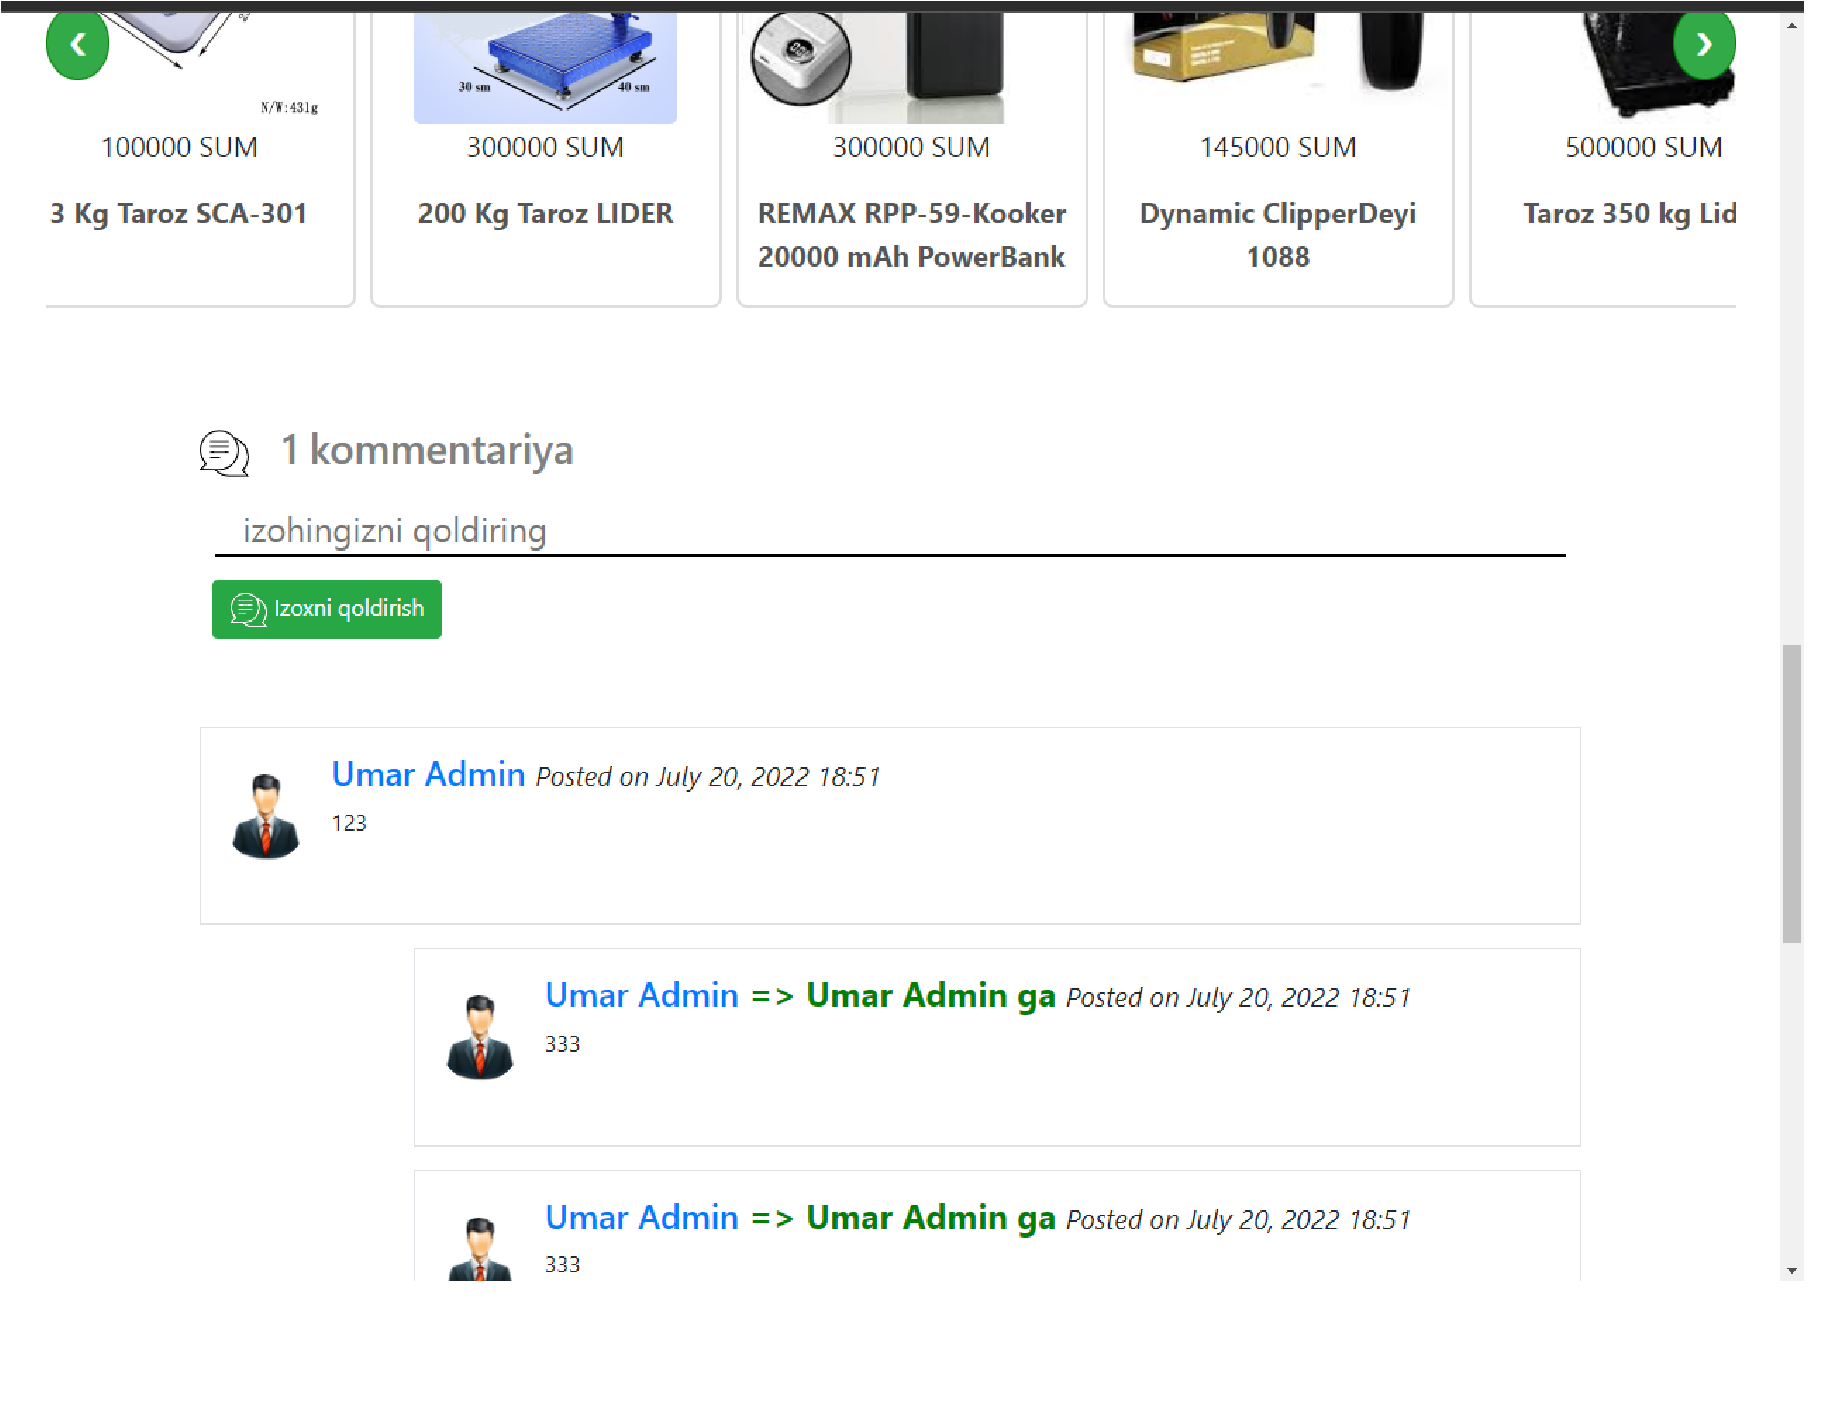 N/W:431g
30 sm
40 sm
100000 SUM
300000 SUM
300000 SUM
145000 SUM
500000 SUM
3 Kg Taroz SCA-301
200 Kg Taroz LIDER
REMAX RPP-59-Kooker
20000 mAh PowerBank
Dynamic ClipperDeyi
1088
Taroz 350 kg Lid
1 kommentariya
izohingizni qoldiring
Izoxni qoldirish
Umar Admin Posted on July 20, 2022 18:51
123
Umar Admin => Umar Admin ga Posted on July 20, 2022 18:51
333
Umar Admin => Umar Admin ga Posted on July 20, 2022 18:51
333